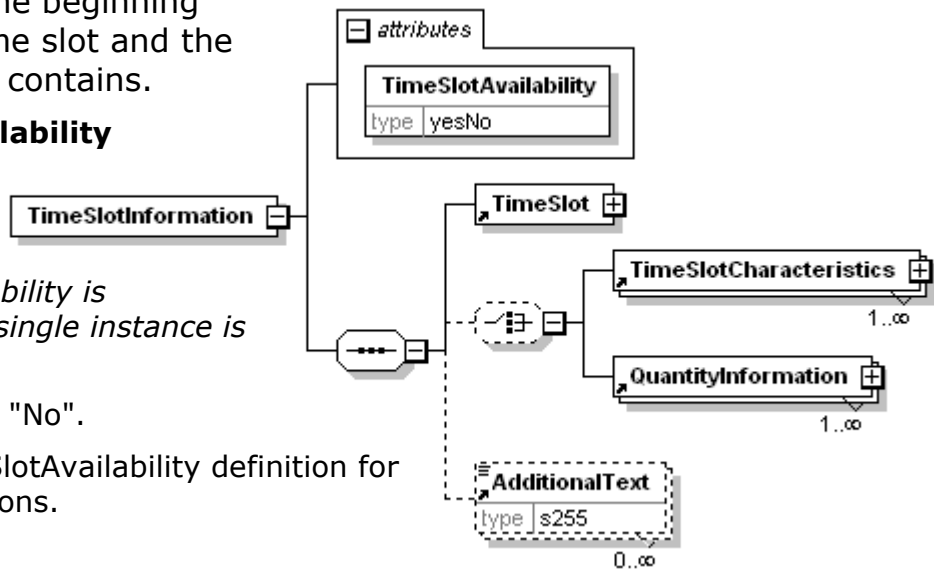 he beginning
me slot and the
contains.
lability
bility is
single instance is
"No".
SlotAvailability definition for
ons.
attributes
TimeSlotAvailability
type yesNo
TimeSlotInformation
TimeSlot
TimeSlotCharacteristics
1..∞
QuantityInformation
1..∞
AdditionalText
type s255
0..∞